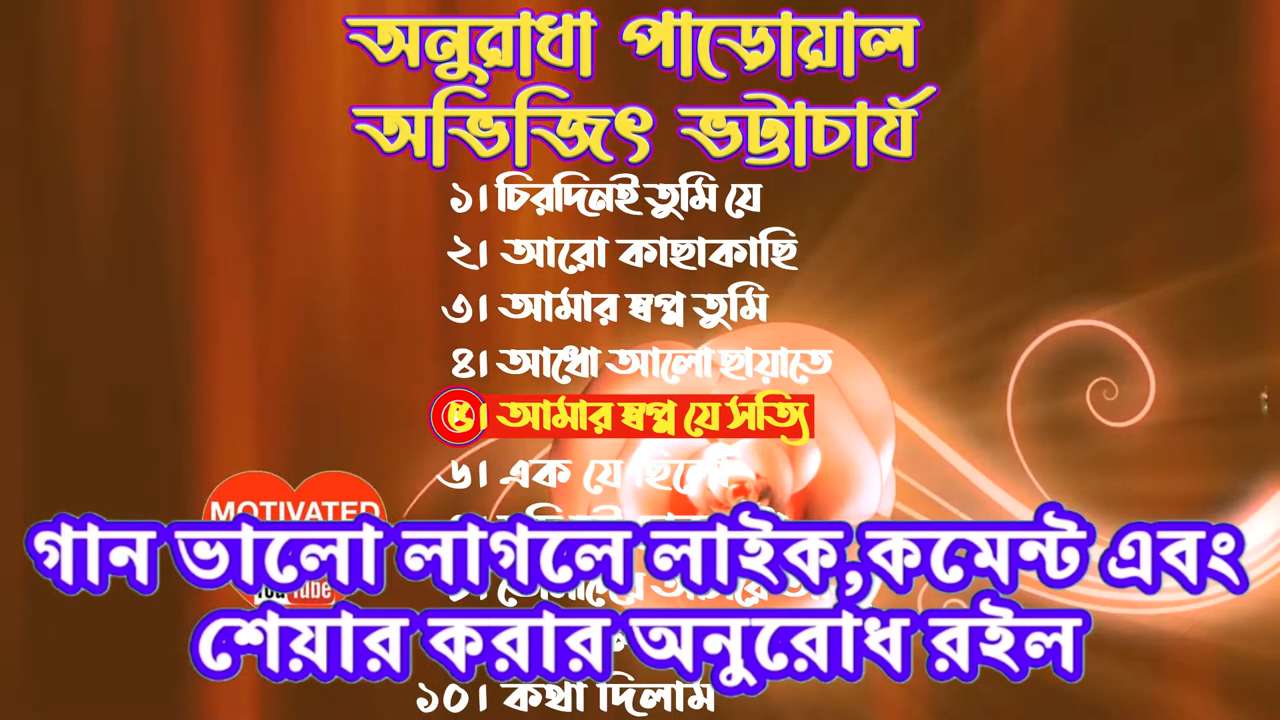 অনুরাধা পাড়োয়াল
অভিজিৎ ভট্টাচার্য
১। চিরদিনই তুমি যে
২। আরো কাছাকাছি
৩। আমার স্বপ্ন তুমি
৪। আধো আলো ছায়াতে
৫। আমার স্বপ্ন যে সত্যি
৬। এক যে ছিলো
MOTIVATED
গান ভালো লাগলে লাইক,কমেন্ট এবং
YouTube
শেয়ার করার অনুরোধ রইল
১০। কথা দিলাম